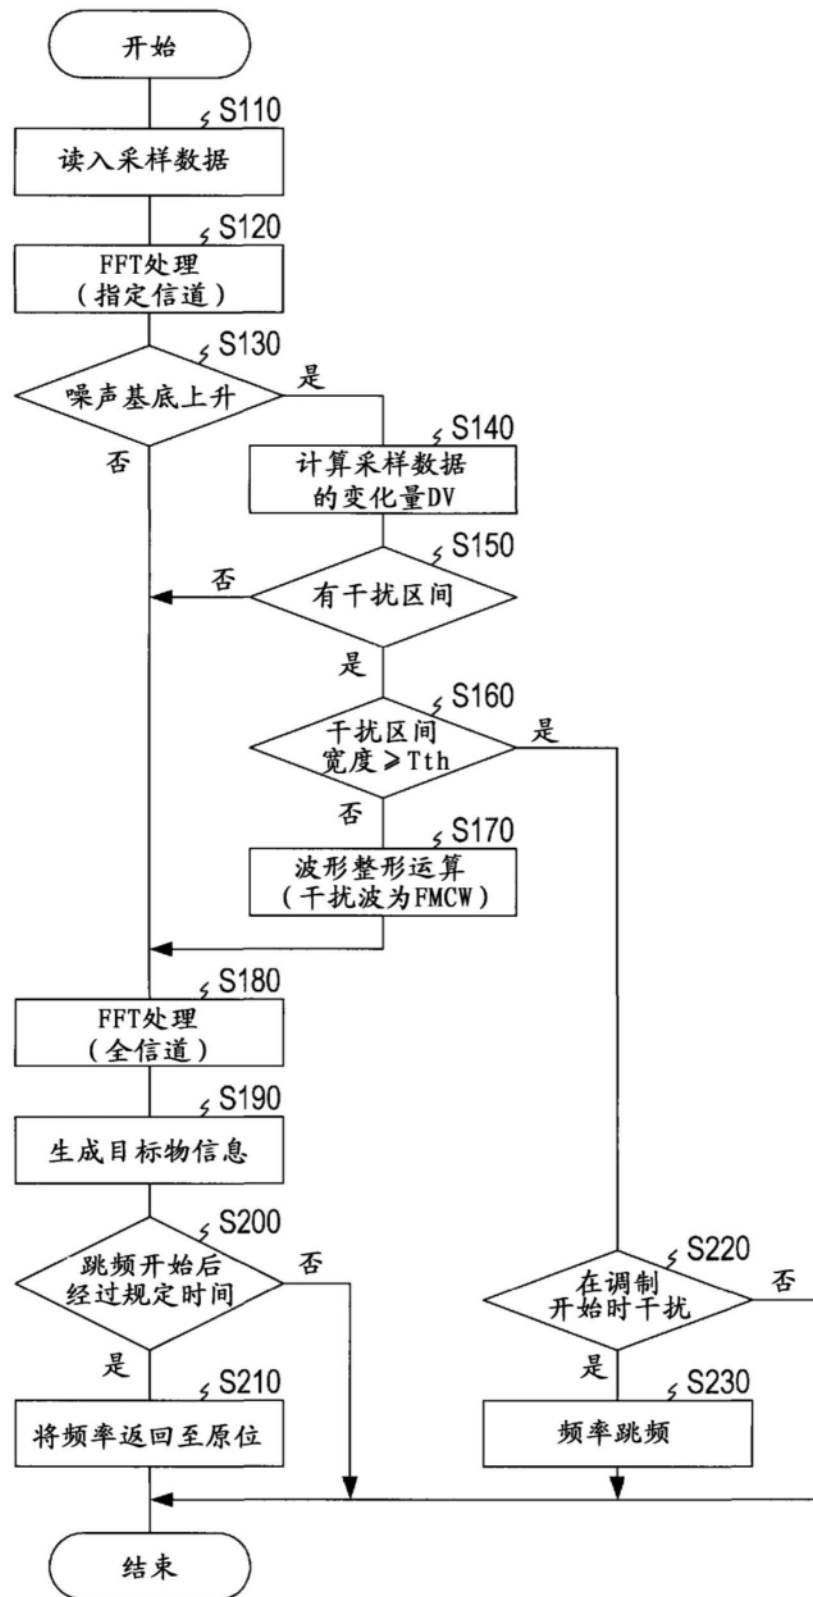 开始
S110
读入采样数据
S120
FFT处理
(指定信道)
S130
噪声基底上升
是
否
S140
计算采样数据
的变化量DV
S150
有干扰区间
否
是
S160
干扰区间
宽度≥Tth
是
否
S170
波形整形运算
(干扰波为FMCW)
S180
FFT处理
(全信道)
S190
生成目标物信息
S200
跳频开始后
经过规定时间
否
是
S210
将频率返回至原位
S220
在调制
开始时干扰
否
是
S230
频率跳频
结束